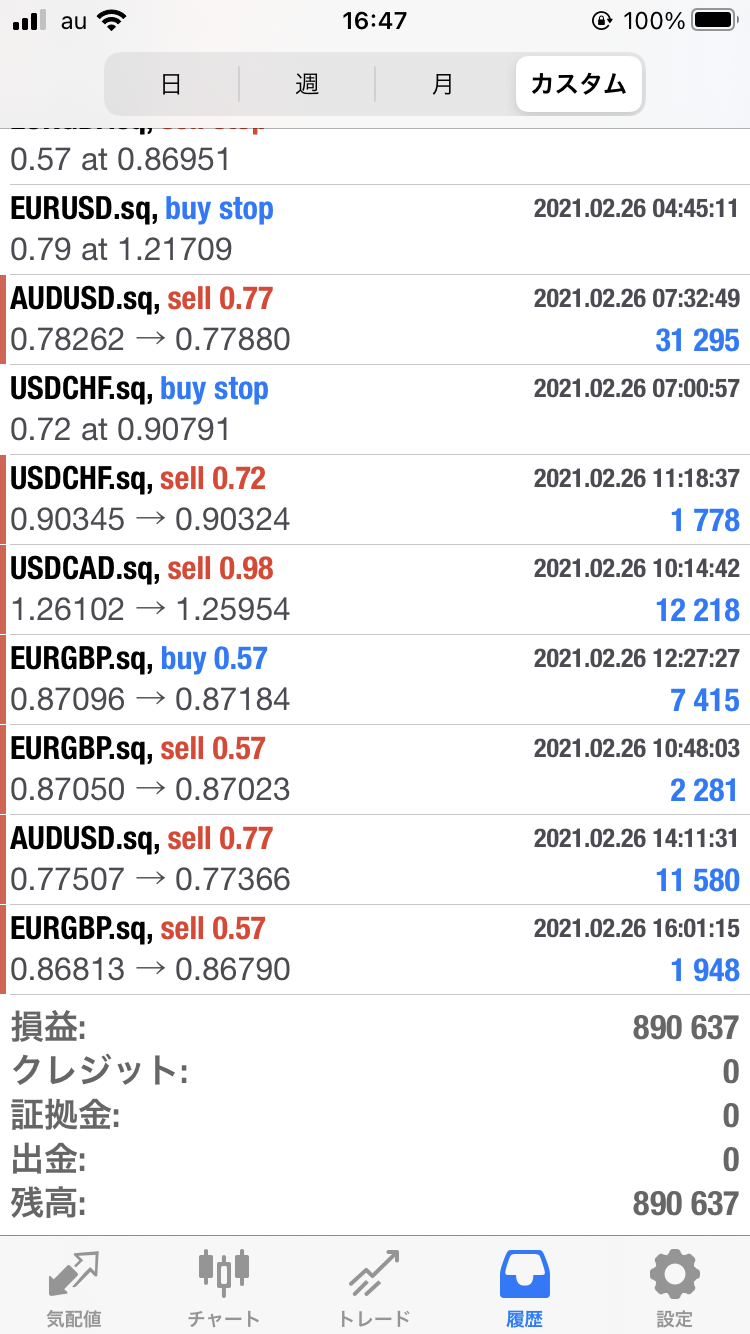 au 16:47 100%
日 週 月 カスタム
EURGBP.sq, sell stop
0.57 at 0.86951
EURUSD.sq, buy stop 2021.02.26 04:45:11
0.79 at 1.21709
AUDUSD.sq, sell 0.77 2021.02.26 07:32:49
0.78262 → 0.77880 31 295
USDCHF.sq, buy stop 2021.02.26 07:00:57
0.72 at 0.90791
USDCHF.sq, sell 0.72 2021.02.26 11:18:37
0.90345 → 0.90324 1 778
USDCAD.sq, sell 0.98 2021.02.26 10:14:42
1.26102 → 1.25954 12 218
EURGBP.sq, buy 0.57 2021.02.26 12:27:27
0.87096 → 0.87184 7 415
EURGBP.sq, sell 0.57 2021.02.26 10:48:03
0.87050 → 0.87023 2 281
AUDUSD.sq, sell 0.77 2021.02.26 14:11:31
0.77507 → 0.77366 11 580
EURGBP.sq, sell 0.57 2021.02.26 16:01:15
0.86813 → 0.86790 1 948
損益: 890 637
クレジット: 0
証拠金: 0
出金: 0
残高: 890 637
気配値 チャート トレード 履歴 設定